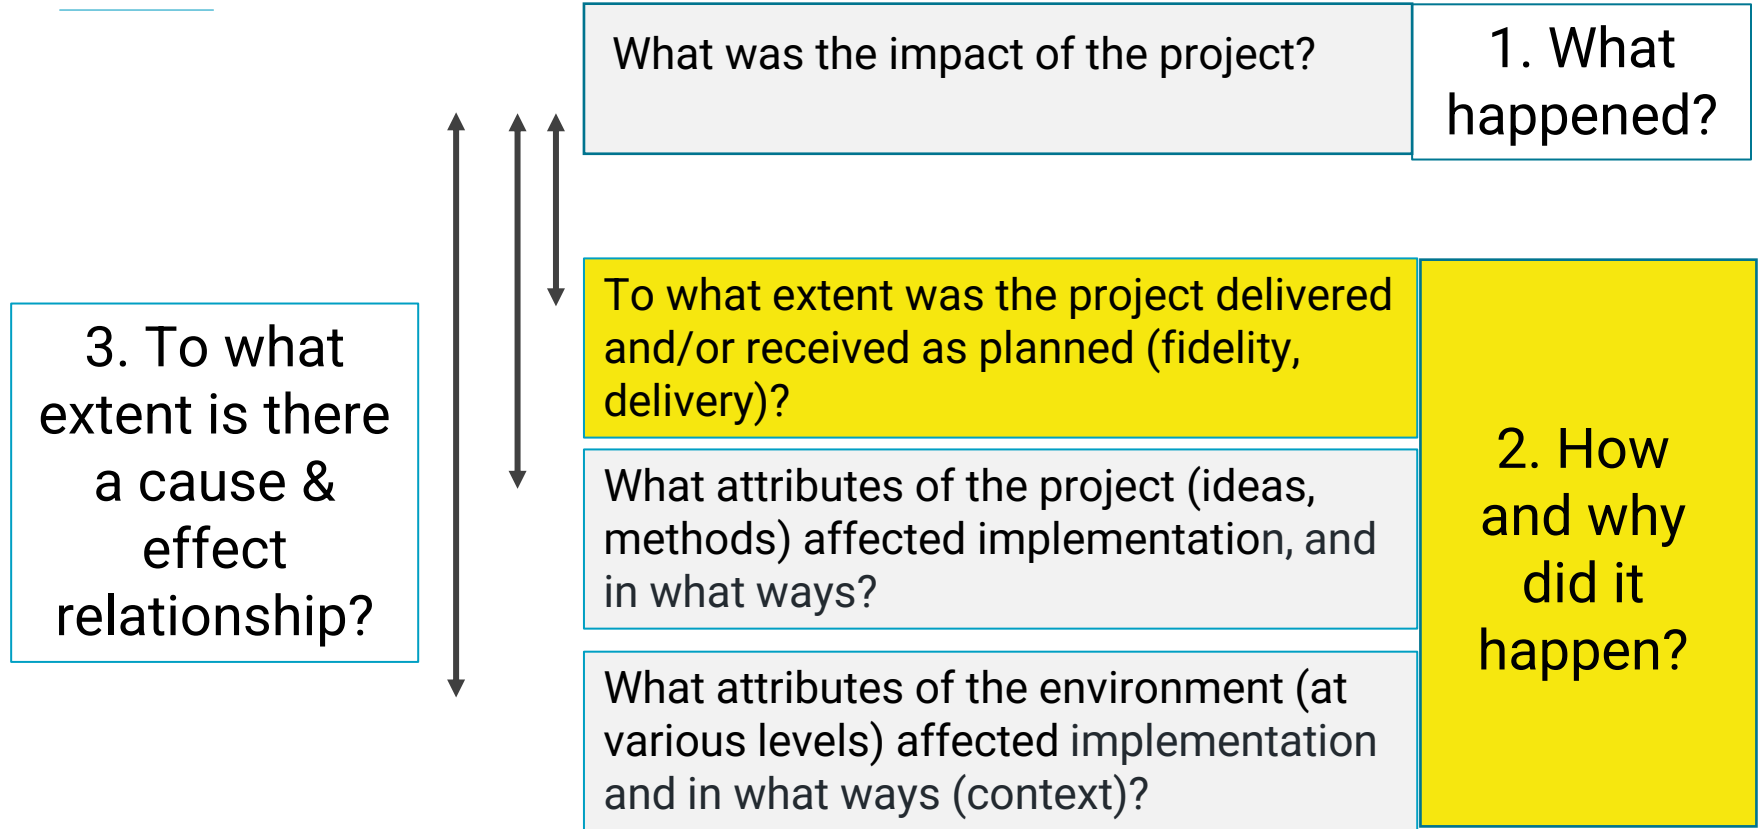 What was the impact of the project?
1. What
happened?
3. To what
extent is there
a cause &
effect
relationship?
To what extent was the project delivered
and/or received as planned (fidelity,
delivery)?
What attributes of the project (ideas,
methods) affected implementation, and
in what ways?
What attributes of the environment (at
various levels) affected implementation
and in what ways (context)?
2. How
and why
did it
happen?